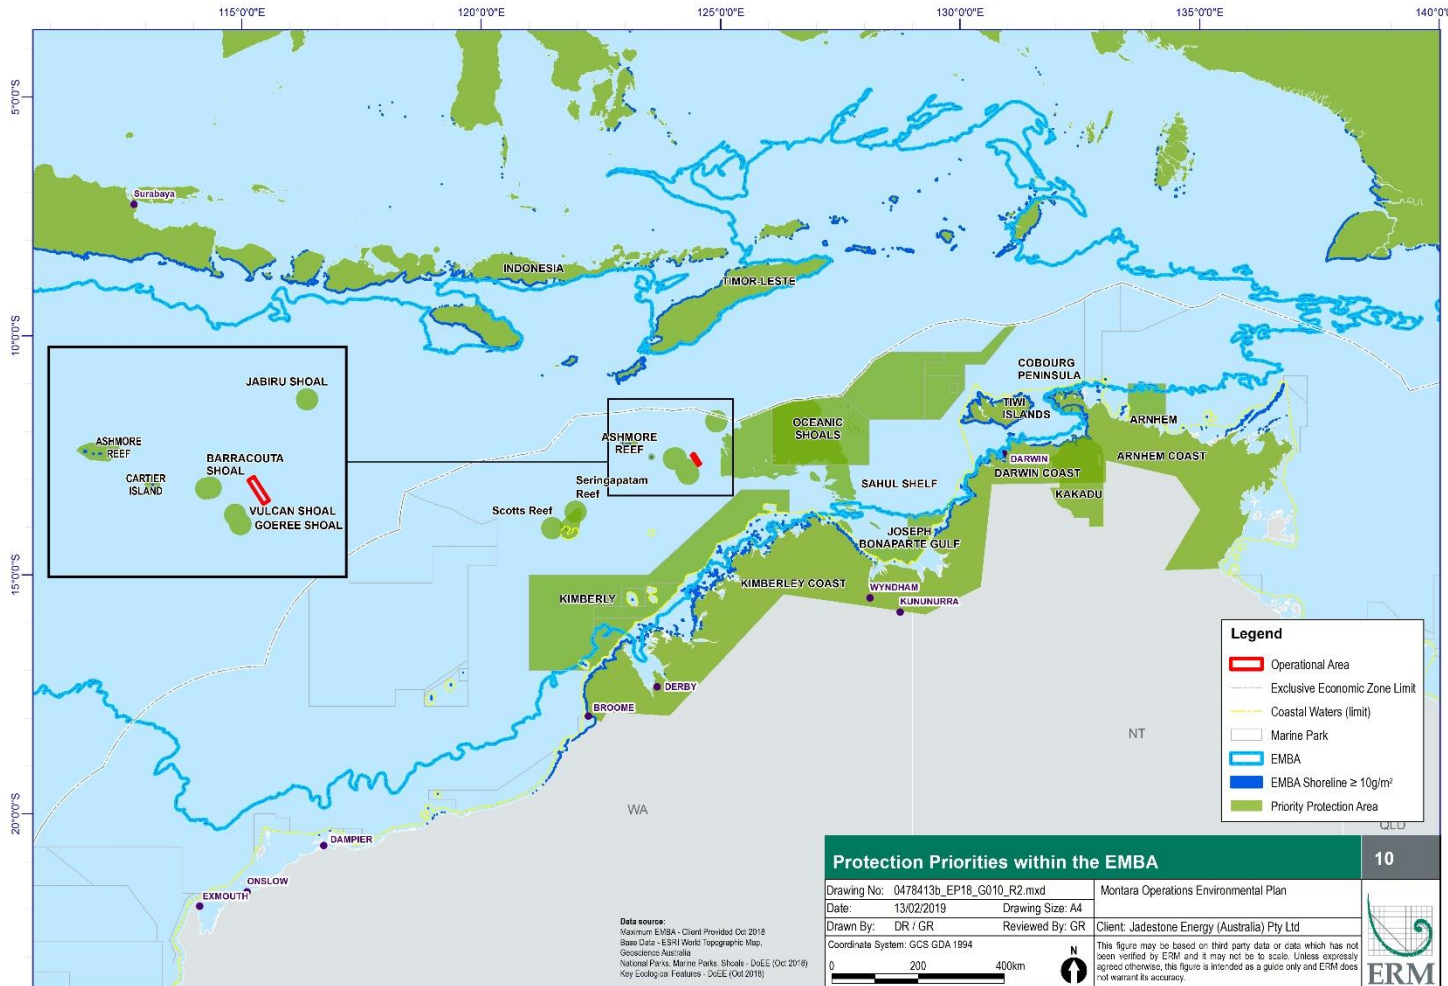 115°0'0"E
120°0'0"E
125°0'0"E
130°0'0"E
135°0'0"E
140°0'0"E
5°0'0"S
10°0'0"S
15°0'0"S
20°0'0"S
Surabaya
INDONESIA
TIMOR-LESTE
JABIRU SHOAL
ASHMORE
REEF
BARRACOUTA
SHOAL
CARTIER
ISLAND
VULCAN SHOAL
GOEREE SHOAL
ASHMORE
REEF
Seringapatam
Reef
Scotts Reef
OCEANIC
SHOALS
COBOURG
PENINSULA
TIWI
ISLANDS
ARNHEM
DARWIN
DARWIN COAST
ARNHEM COAST
KAKADU
SAHUL SHELF
JOSEPH
BONAPARTE GULF
KIMBERLEY COAST
KIMBERLY
WYNDHAM
KUNUNURRA
DERBY
BROOME
NT
WA
QLD
DAMPIER
ONSLOW
EXMOUTH
Legend
Operational Area
Exclusive Economic Zone Limit
Coastal Waters (limit)
Marine Park
EMBA
EMBA Shoreline ≥ 10g/m²
Priority Protection Area
Data source:
Maximum EMBA - Client Provided Oct 2018
Base Data - ESRI World Topographic Map,
Geoscience Australia
National Parks, Marine Parks, Shoals - DoEE (Oct 2018)
Key Ecological Features - DoEE (Oct 2018)
Protection Priorities within the EMBA
10
Drawing No: 0478413b_EP18_G010_R2.mxd
Montara Operations Environmental Plan
Date: 13/02/2019 Drawing Size: A4
Drawn By: DR / GR Reviewed By: GR
Client: Jadestone Energy (Australia) Pty Ltd
Coordinate System: GCS GDA 1994
0 200 400km
N
This figure may be based on third party data or data which has not
been verified by ERM and it may not be to scale. Unless expressly
agreed otherwise, this figure is intended as a guide only and ERM does
not warrant its accuracy.
ERM